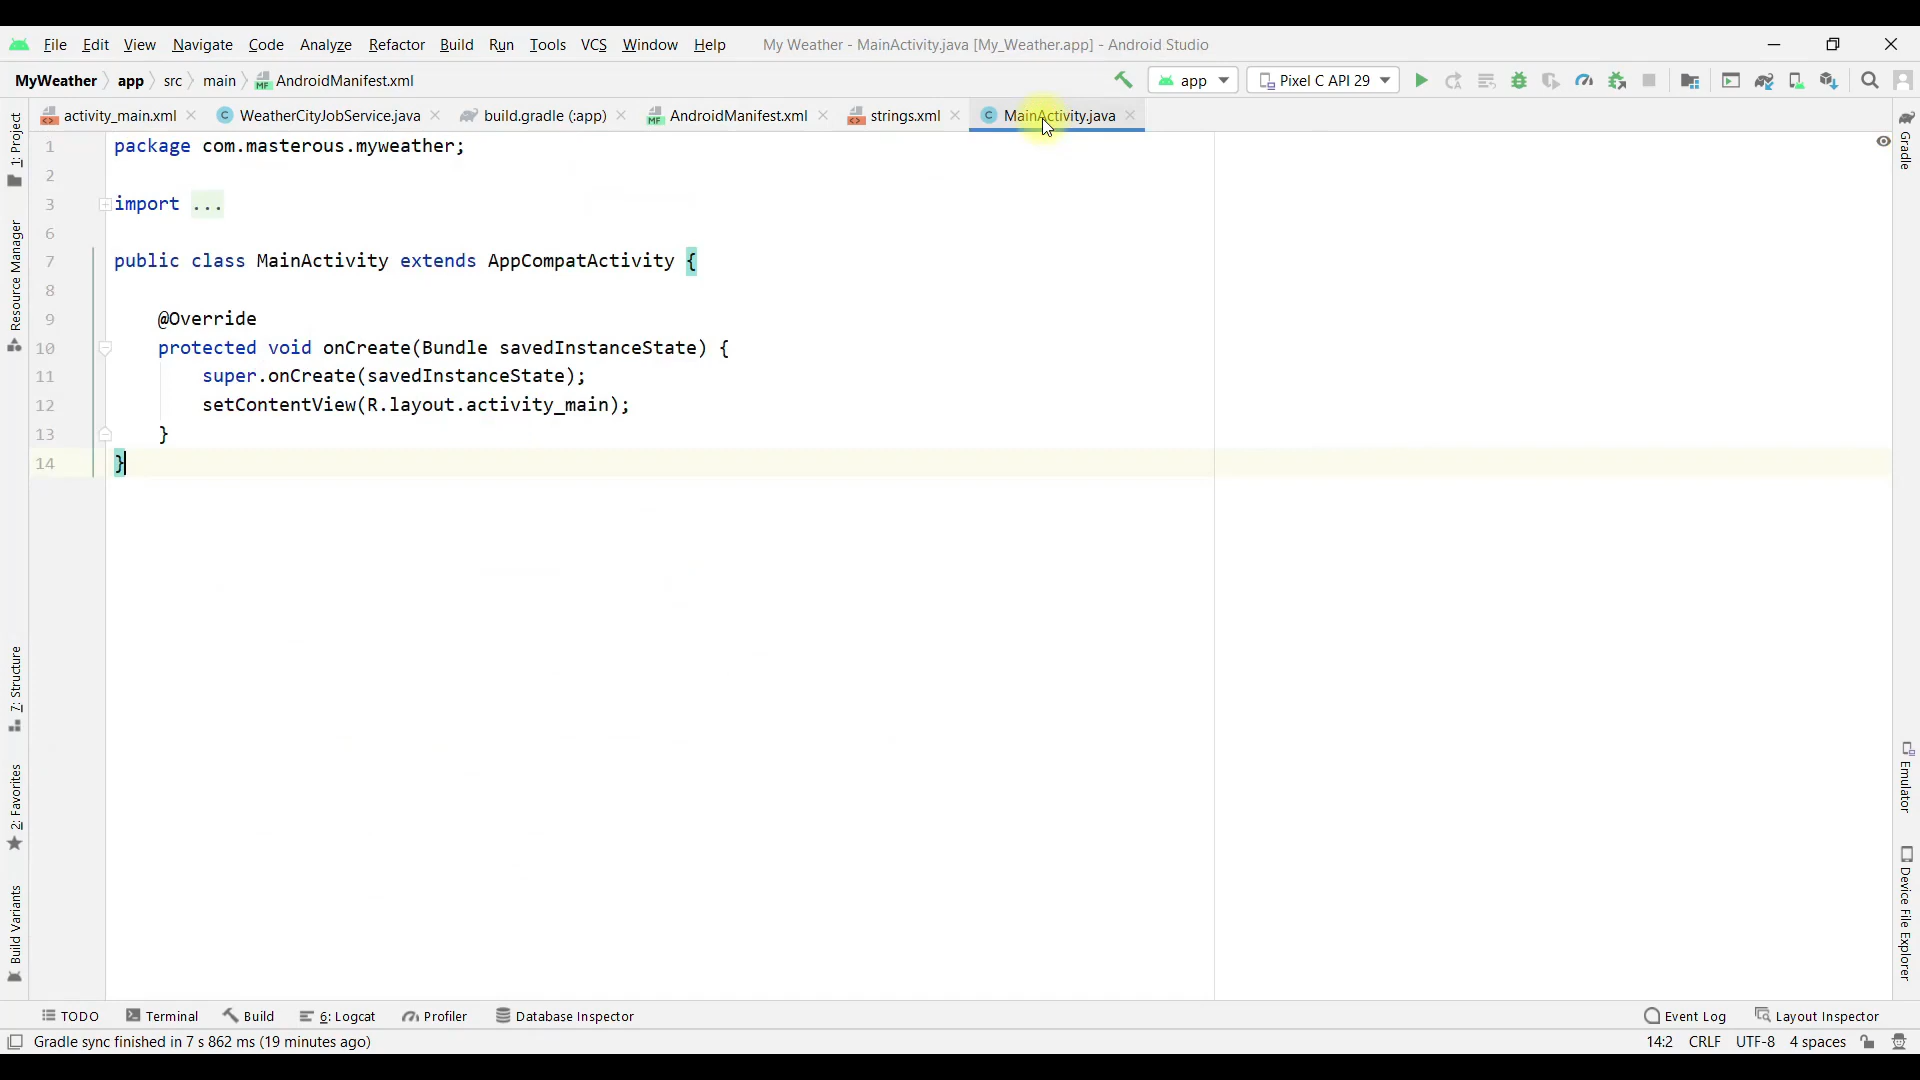 File Edit View Navigate Code Analyze Refactor Build Run Tools VCS Window Help My Weather - MainActivity.java [My_Weather.app] - Android Studio
MyWeather app src main AndroidManifest.xml app Pixel C API 29
activity_main.xml WeatherCityJobService.java build.gradle (:app) AndroidManifest.xml strings.xml MainActivity.java
1 package com.masterous.myweather;
2
3 import ...
6
7 public class MainActivity extends AppCompatActivity {
8
9 @Override
10 protected void onCreate(Bundle savedInstanceState) {
11 super.onCreate(savedInstanceState);
12 setContentView(R.layout.activity_main);
13 }
14 }
1: Project
Resource Manager
7: Structure
2: Favorites
Build Variants
Gradle
Emulator
Device File Explorer
TODO Terminal Build 6: Logcat Profiler Database Inspector Event Log Layout Inspector
Gradle sync finished in 7 s 862 ms (19 minutes ago) 14:2 CRLF UTF-8 4 spaces